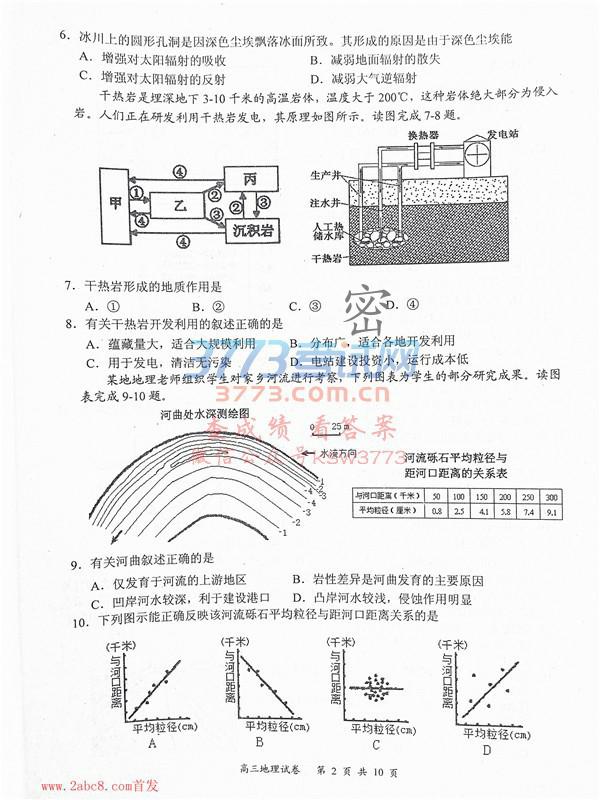 6．冰川上的圆形孔洞是因深色尘埃飘落冰面所致。其形成的原因是由于深色尘埃能
A．增强对太阳辐射的吸收 B．减弱地面辐射的散失
C．增强对太阳辐射的反射 D．减弱大气逆辐射
干热岩是埋深地下3-10千米的高温岩体，温度大于200℃，这种岩体绝大部分为侵入
岩。人们正在研发利用干热岩发电，其原理如图所示。读图完成7-8题。
甲
乙
丙
沉积岩
④
①
④
②
③
②
③
④
换热器
发电站
生产井
注水井
人工热
储水库
干热岩
7．干热岩形成的地质作用是
A．① B．② C．③ D．④
8．有关干热岩开发利用的叙述正确的是
A．蕴藏量大，适合大规模利用 B．分布广，适合各地开发利用
C．用于发电，清洁无污染 D．电站建设投资小，运行成本低
某地地理老师组织学生对家乡河流进行考察，下列图表为学生的部分研究成果。读图
表完成9-10题。
密
3773考试网
3773.com.cn
查成绩 看答案
微信公众号KSW3773
河曲处水深测绘图
0 25m
水流方向
-1
-2
-3
-4
-4
-3
-2
-1
河流砾石平均粒径与
距河口距离的关系表
与河口距离（千米） 50 100 150 200 250 300
平均粒径（厘米） 0.8 2.5 4.1 5.8 7.4 9.1
9．有关河曲叙述正确的是
A．仅发育于河流的上游地区 B．岩性差异是河曲发育的主要原因
C．凹岸河水较深，利于建设港口 D．凸岸河水较浅，侵蚀作用明显
10．下列图示能正确反映该河流砾石平均粒径与距河口距离关系的是
(千米) (千米) (千米) (千米)
与河口距离 与河口距离 与河口距离 与河口距离
平均粒径(cm) 平均粒径(cm) 平均粒径(cm) 平均粒径(cm)
A B C D
高三地理试卷 第 2 页 共 10 页
www.2abc8.com首发